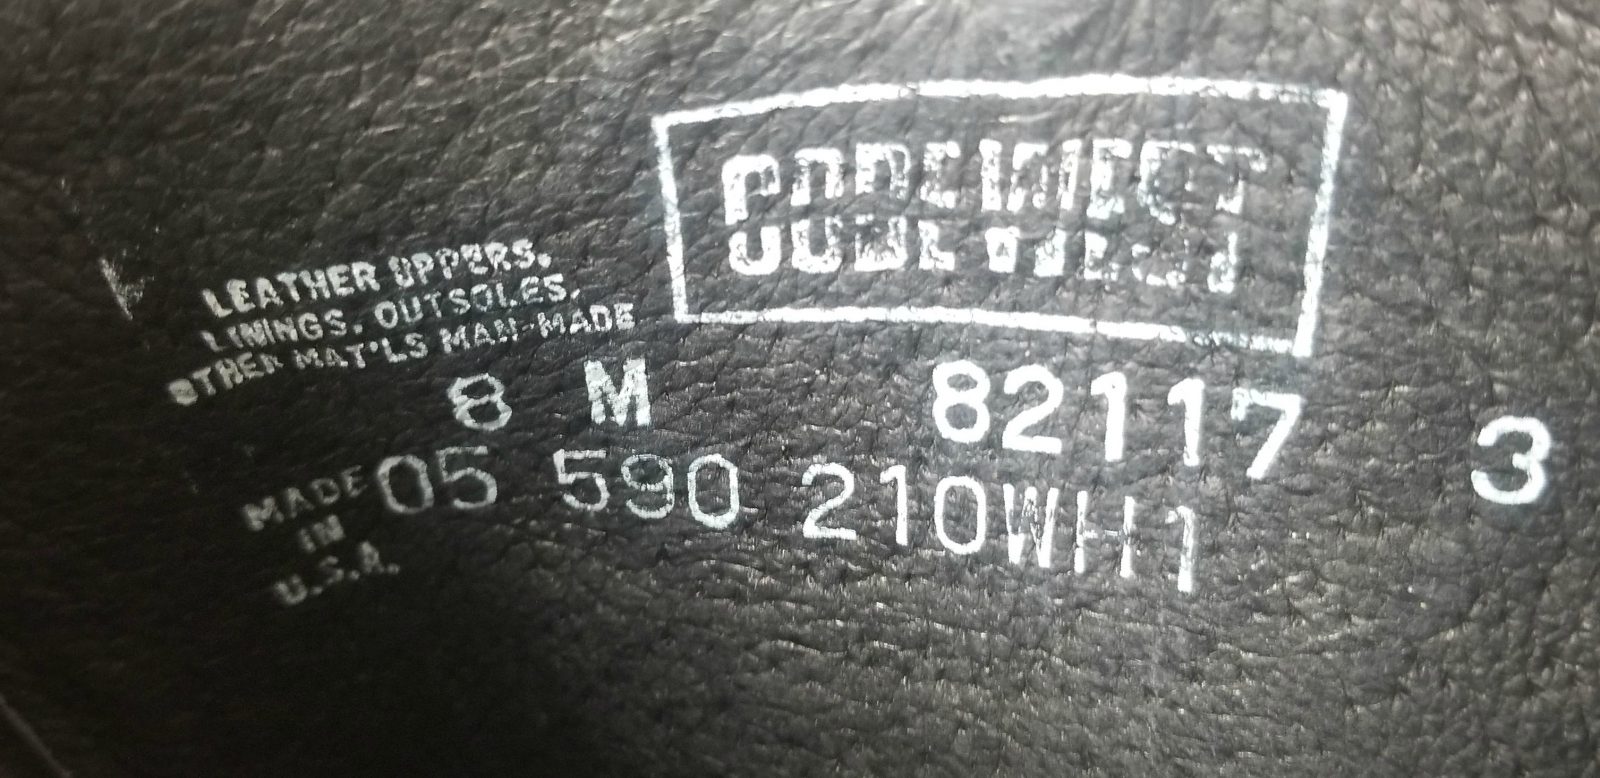 CODE WEST
LEATHER UPPERS.
LININGS. OUTSOLES.
OTHER MAT'LS MAN-MADE
8 M 82117 3
MADE IN U.S.A.
05 590 210WH1